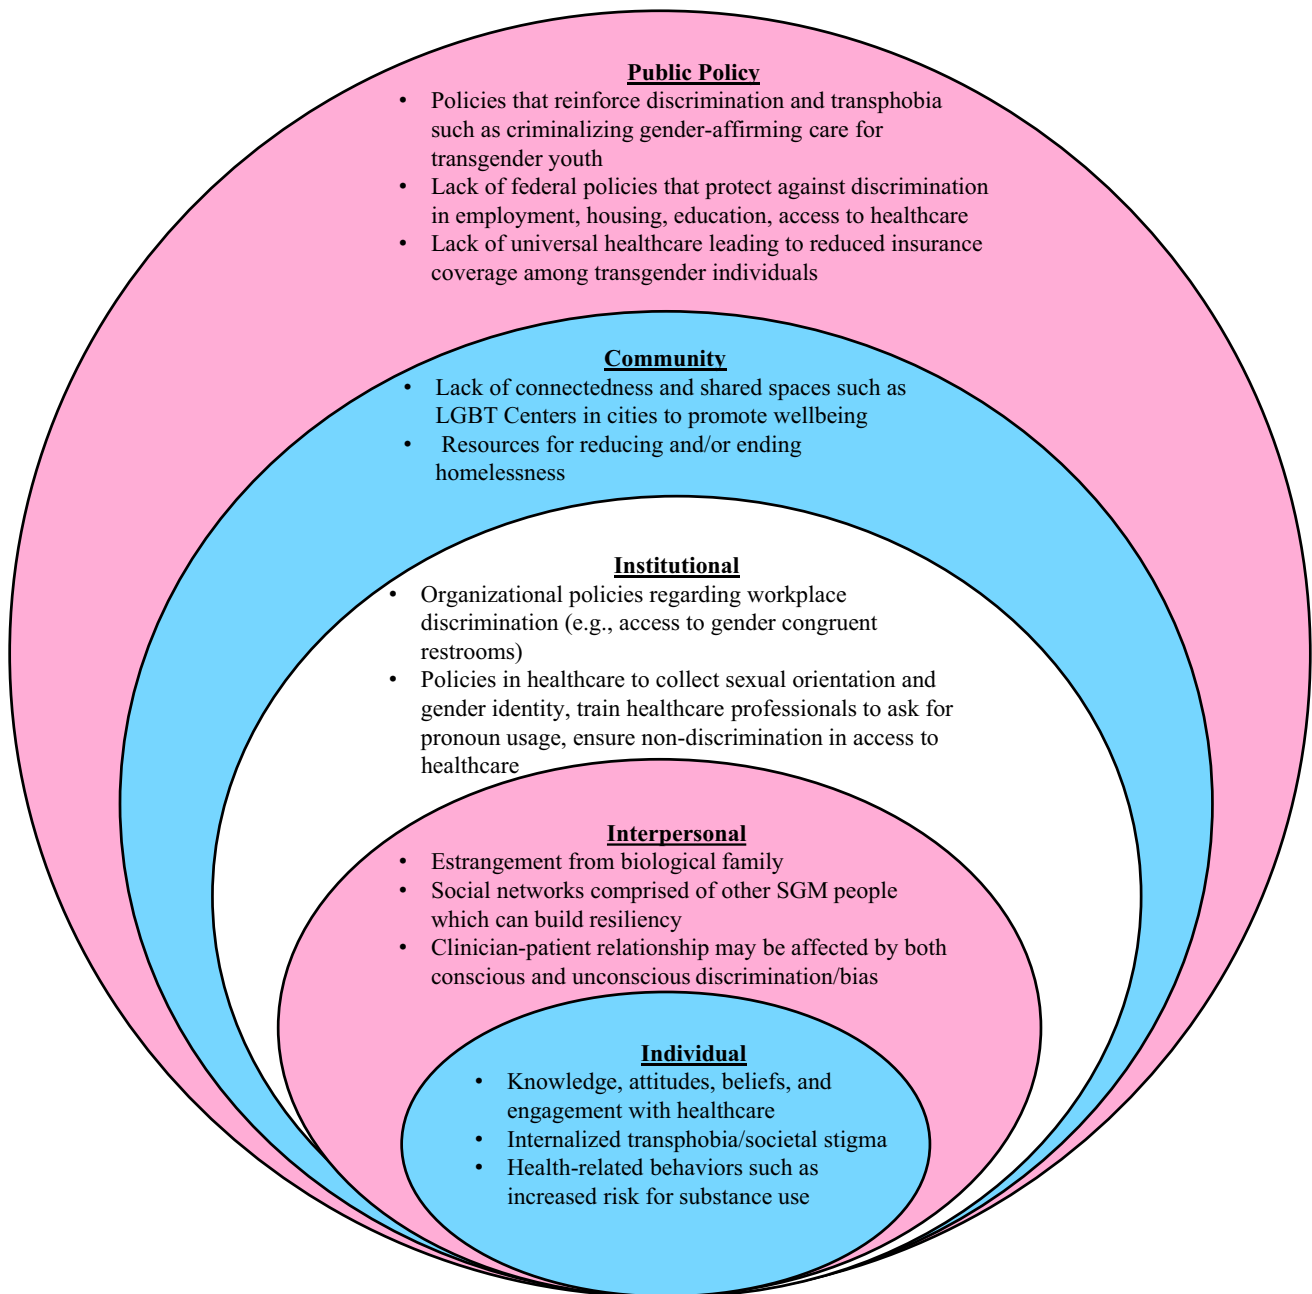 Public Policy
• Policies that reinforce discrimination and transphobia
such as criminalizing gender-affirming care for
transgender youth
• Lack of federal policies that protect against discrimination
in employment, housing, education, access to healthcare
• Lack of universal healthcare leading to reduced insurance
coverage among transgender individuals
Community
• Lack of connectedness and shared spaces such as
LGBT Centers in cities to promote wellbeing
• Resources for reducing and/or ending
homelessness
Institutional
• Organizational policies regarding workplace
discrimination (e.g., access to gender congruent
restrooms)
• Policies in healthcare to collect sexual orientation and
gender identity, train healthcare professionals to ask for
pronoun usage, ensure non-discrimination in access to
healthcare
Interpersonal
• Estrangement from biological family
• Social networks comprised of other SGM people
which can build resiliency
• Clinician-patient relationship may be affected by both
conscious and unconscious discrimination/bias
Individual
• Knowledge, attitudes, beliefs, and
engagement with healthcare
• Internalized transphobia/societal stigma
• Health-related behaviors such as
increased risk for substance use